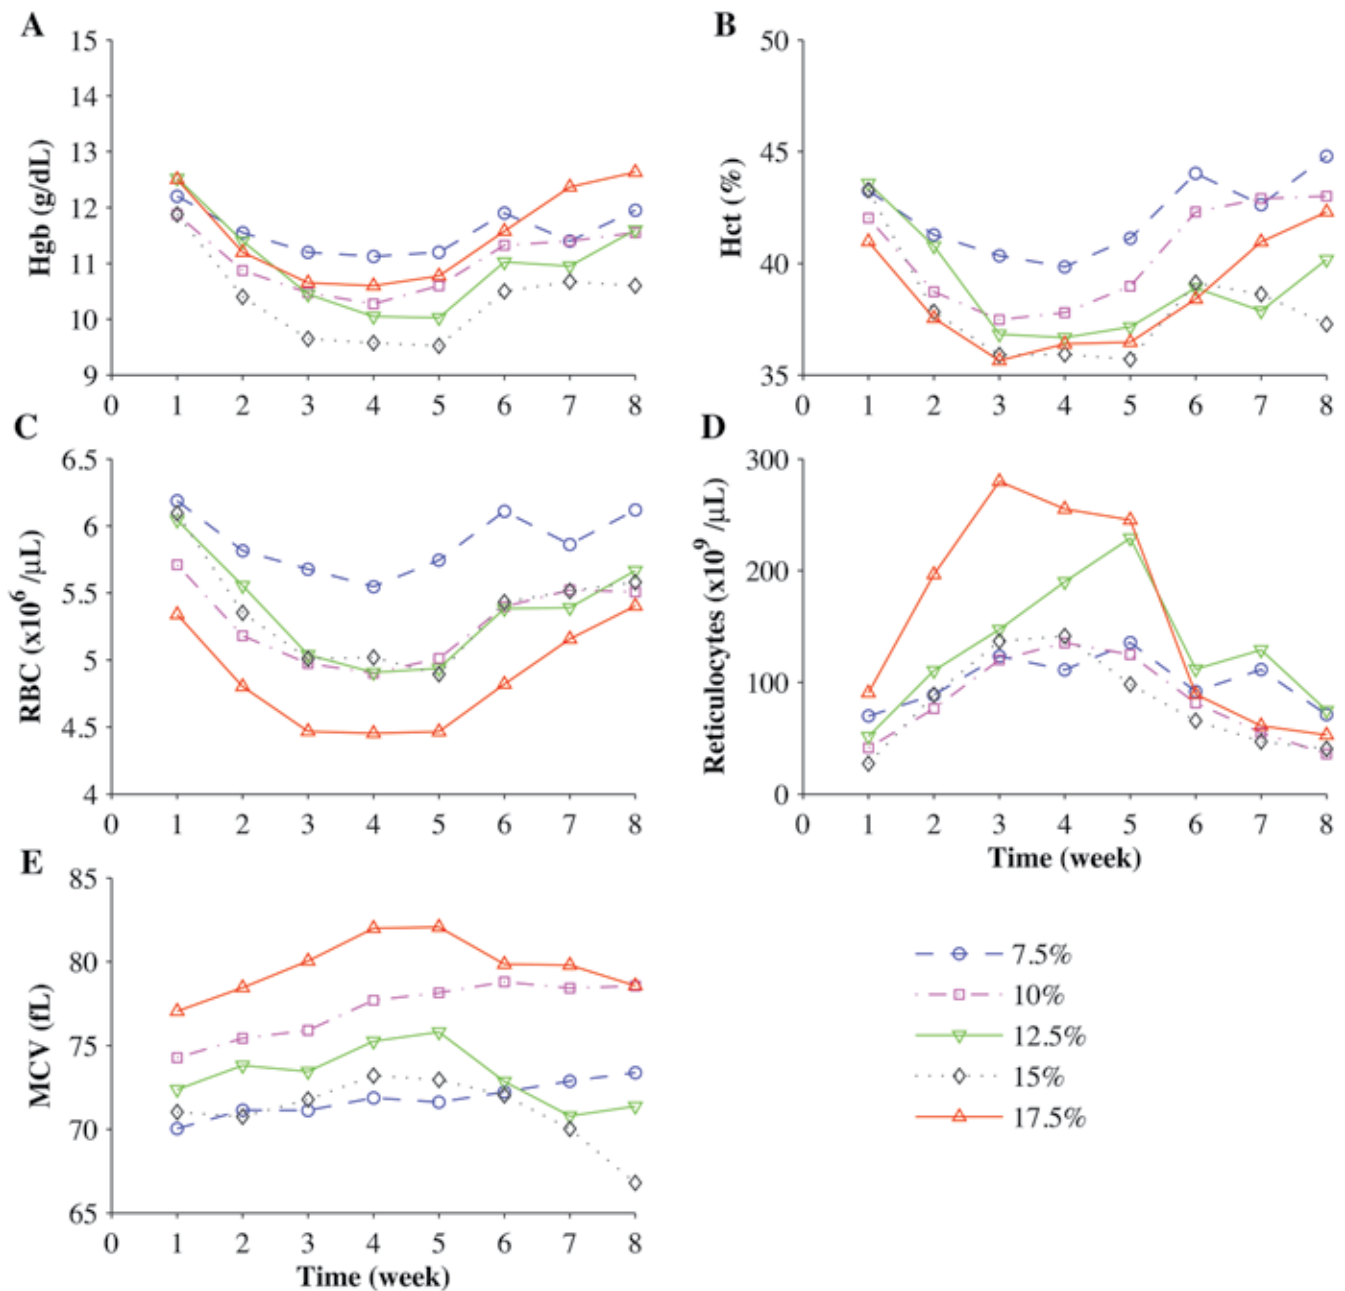 A
15
14
13
12
11
10
9
Hgb (g/dL)
0 1 2 3 4 5 6 7 8
B
50
45
40
35
Hct (%)
0 1 2 3 4 5 6 7 8
C
6.5
6
5.5
5
4.5
4
RBC (x10⁶ /μL)
0 1 2 3 4 5 6 7 8
D
300
200
100
0
Reticulocytes (x10⁹ /μL)
0 1 2 3 4 5 6 7 8
Time (week)
E
85
80
75
70
65
MCV (fL)
0 1 2 3 4 5 6 7 8
Time (week)
7.5%
10%
12.5%
15%
17.5%